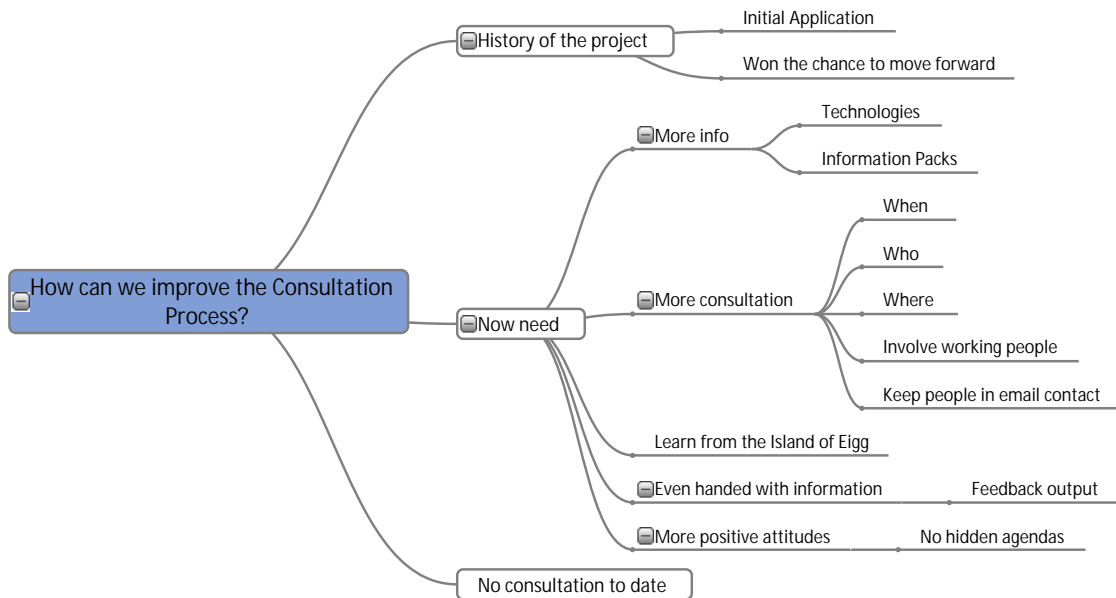 Initial Application
History of the project
Won the chance to move forward
Technologies
More info
Information Packs
When
Who
How can we improve the Consultation
Process?
More consultation
Where
Now need
Involve working people
Keep people in email contact
Learn from the Island of Eigg
Even handed with information
Feedback output
More positive attitudes
No hidden agendas
No consultation to date